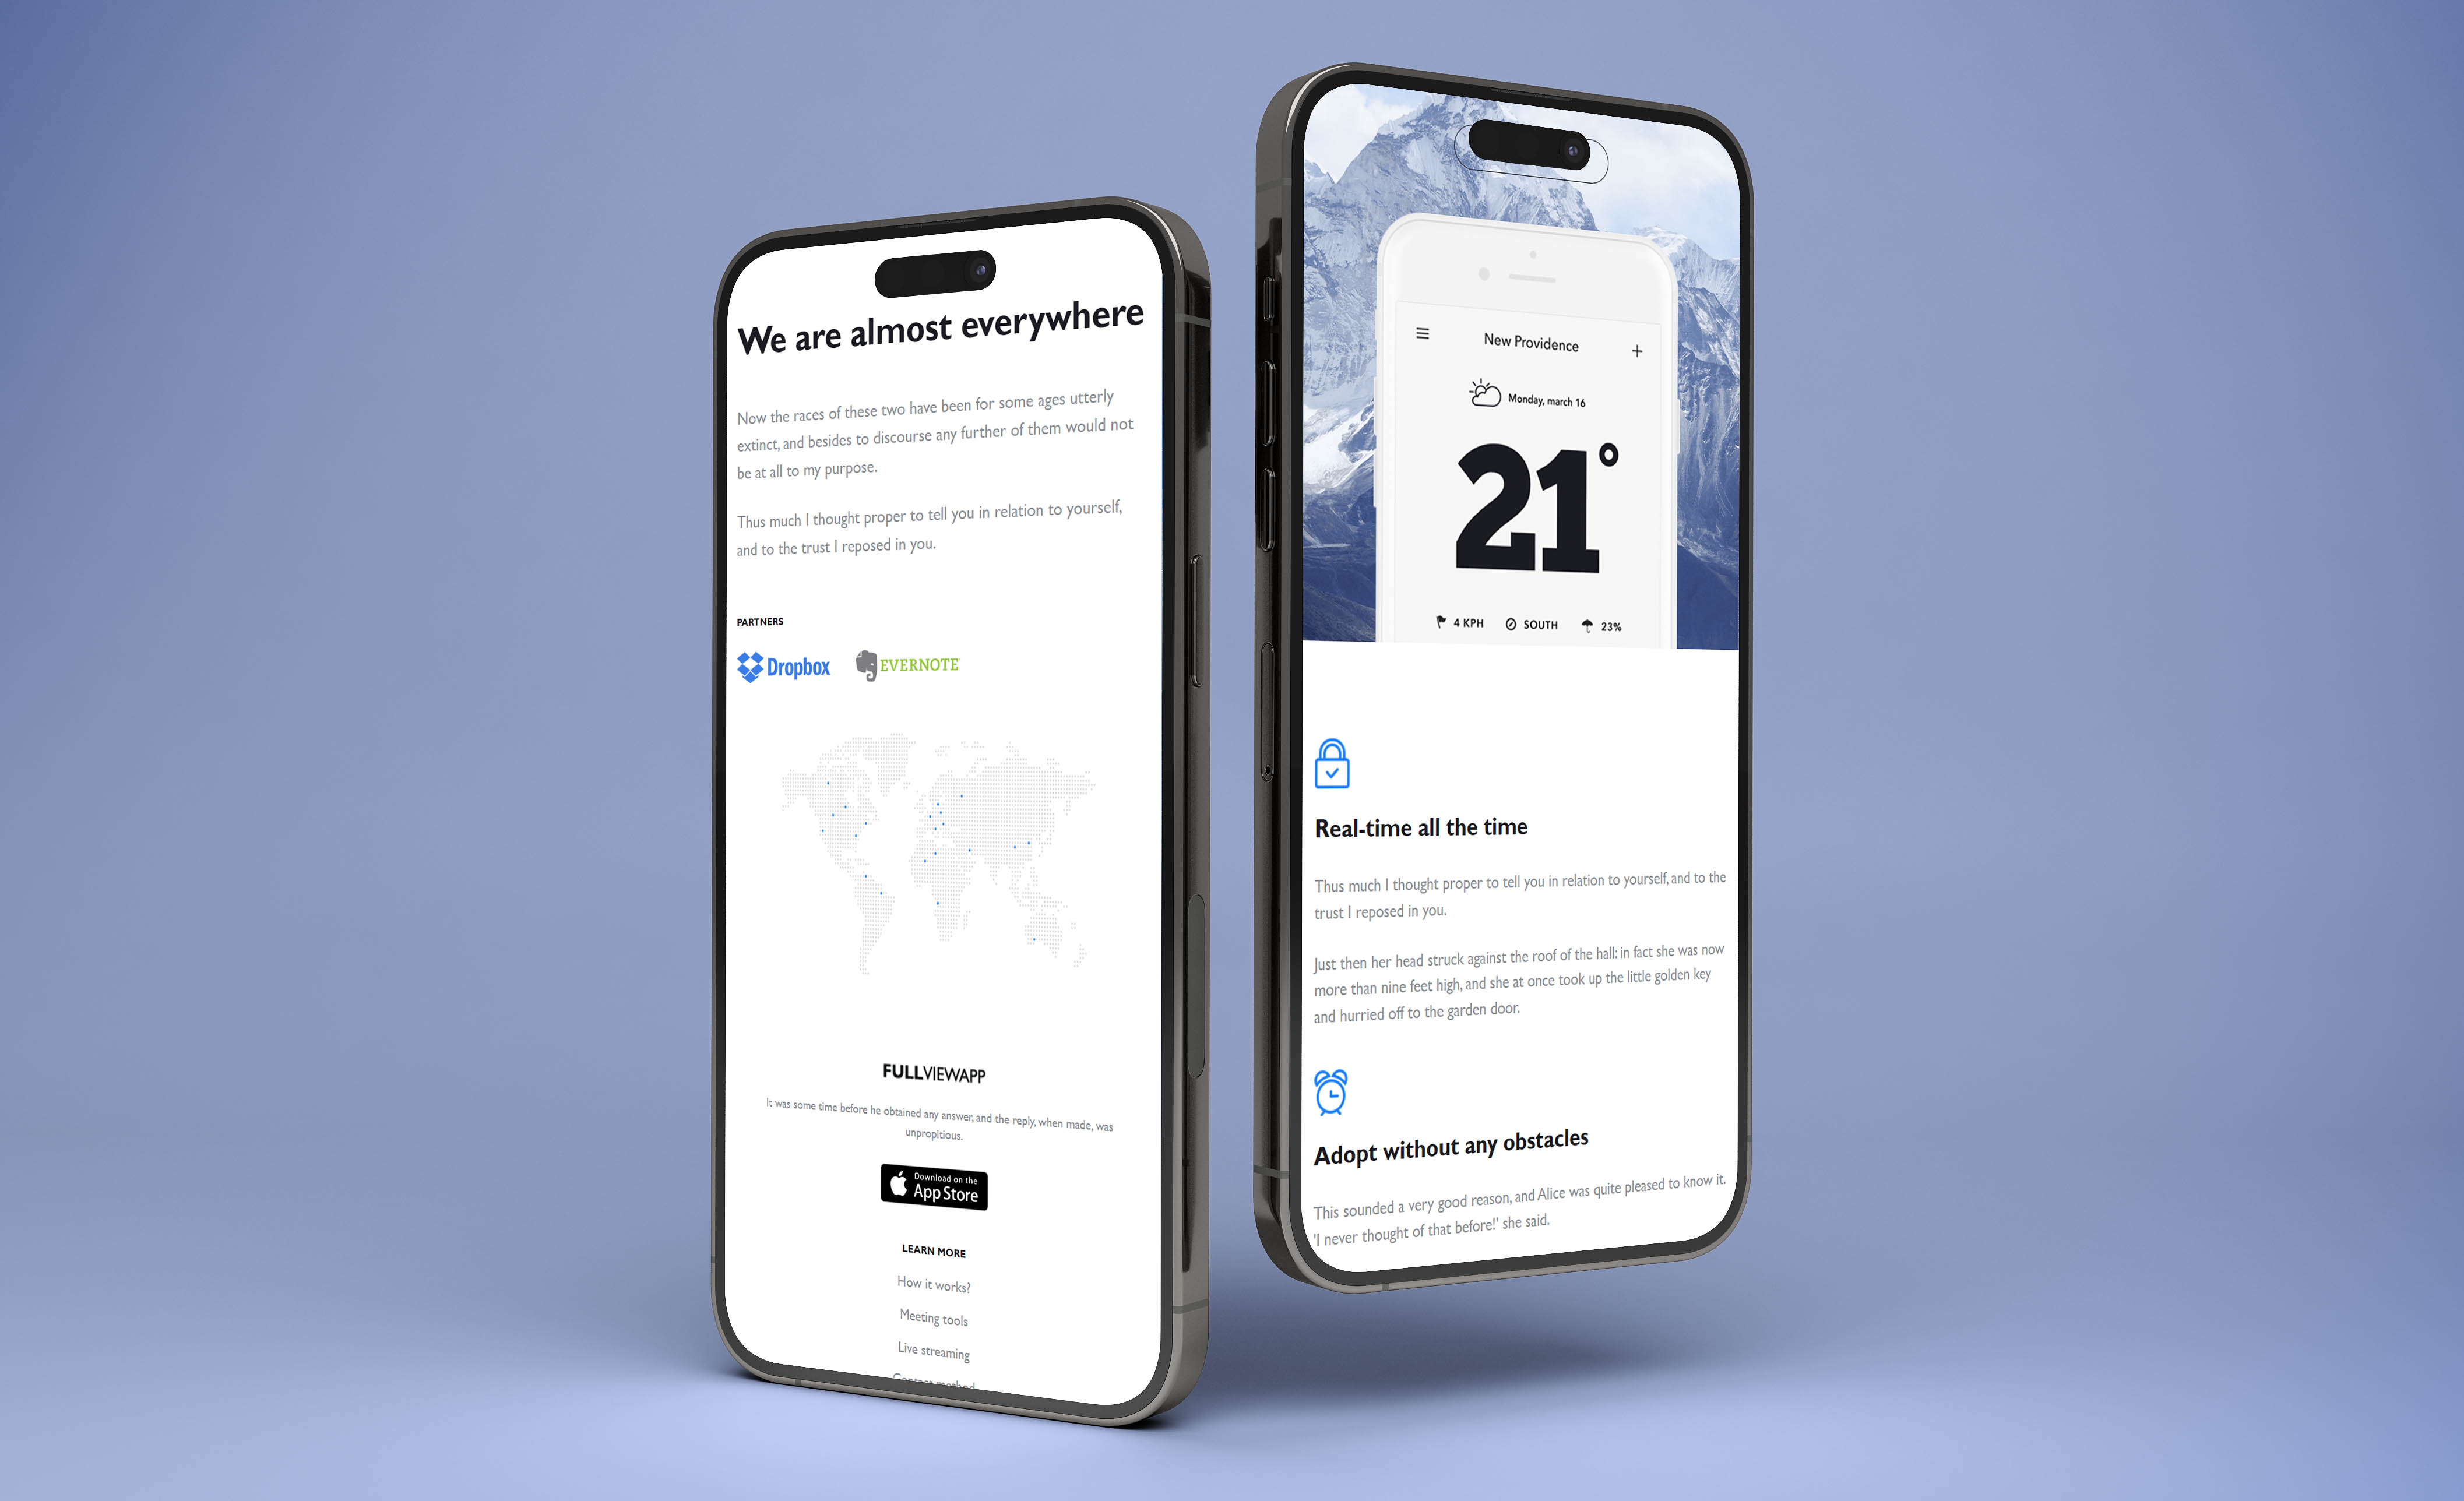 We are almost everywhere
Now the races of these two have been for some ages utterly
extinct, and besides to discourse any further of them would not
be at all to my purpose.
Thus much I thought proper to tell you in relation to yourself,
and to the trust I reposed in you.
PARTNERS
Dropbox
EVERNOTE
FULLVIEWAPP
It was some time before he obtained any answer, and the reply, when made, was
unpropitious.
Download on the
App Store
LEARN MORE
How it works?
Meeting tools
Live streaming
Contact method
New Providence
Monday, march 16
21°
4 KPH
SOUTH
23%
Real-time all the time
Thus much I thought proper to tell you in relation to yourself, and to the
trust I reposed in you.
Just then her head struck against the roof of the hall: in fact she was now
more than nine feet high, and she at once took up the little golden key
and hurried off to the garden door.
Adopt without any obstacles
This sounded a very good reason, and Alice was quite pleased to know it.
'I never thought of that before!' she said.